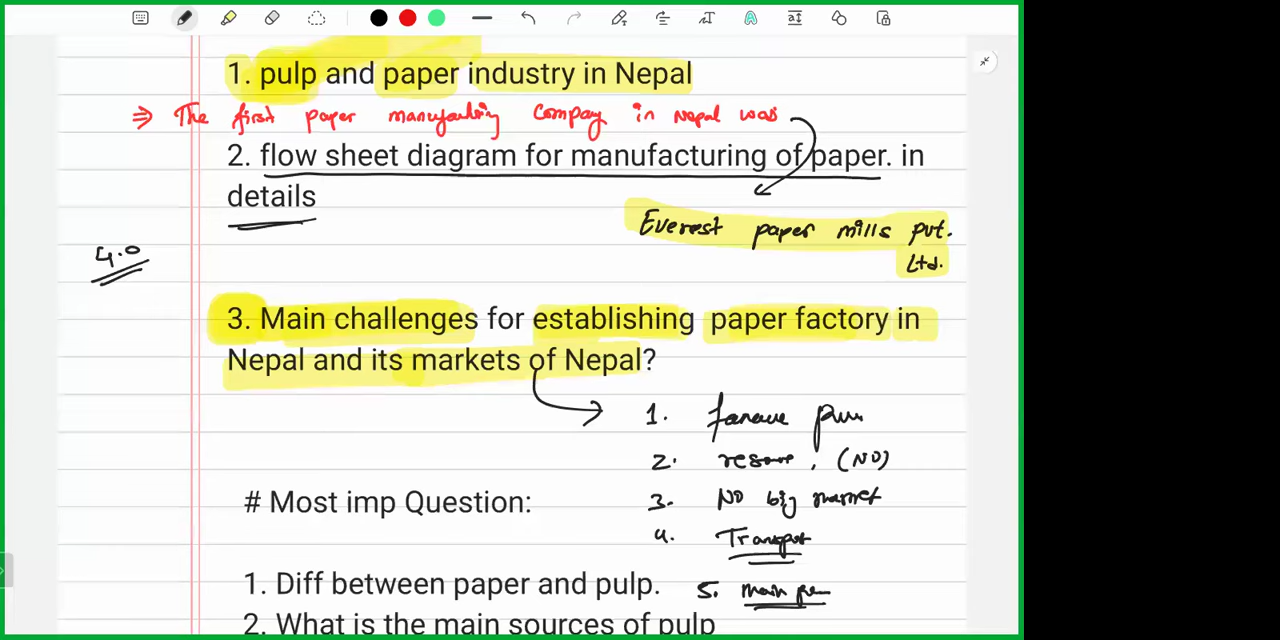 1. pulp and paper industry in Nepal
⇒ The first paper manufacturing Company in Nepal was
2. flow sheet diagram for manufacturing of paper. in
details
Everest paper mills pvt.
Ltd.
4.0
3. Main challenges for establishing paper factory in
Nepal and its markets of Nepal?
1.
2. (NO)
# Most imp Question:
3. NO big market
4. Transport
1. Diff between paper and pulp.
5. main
2. What is the main sources of pulp